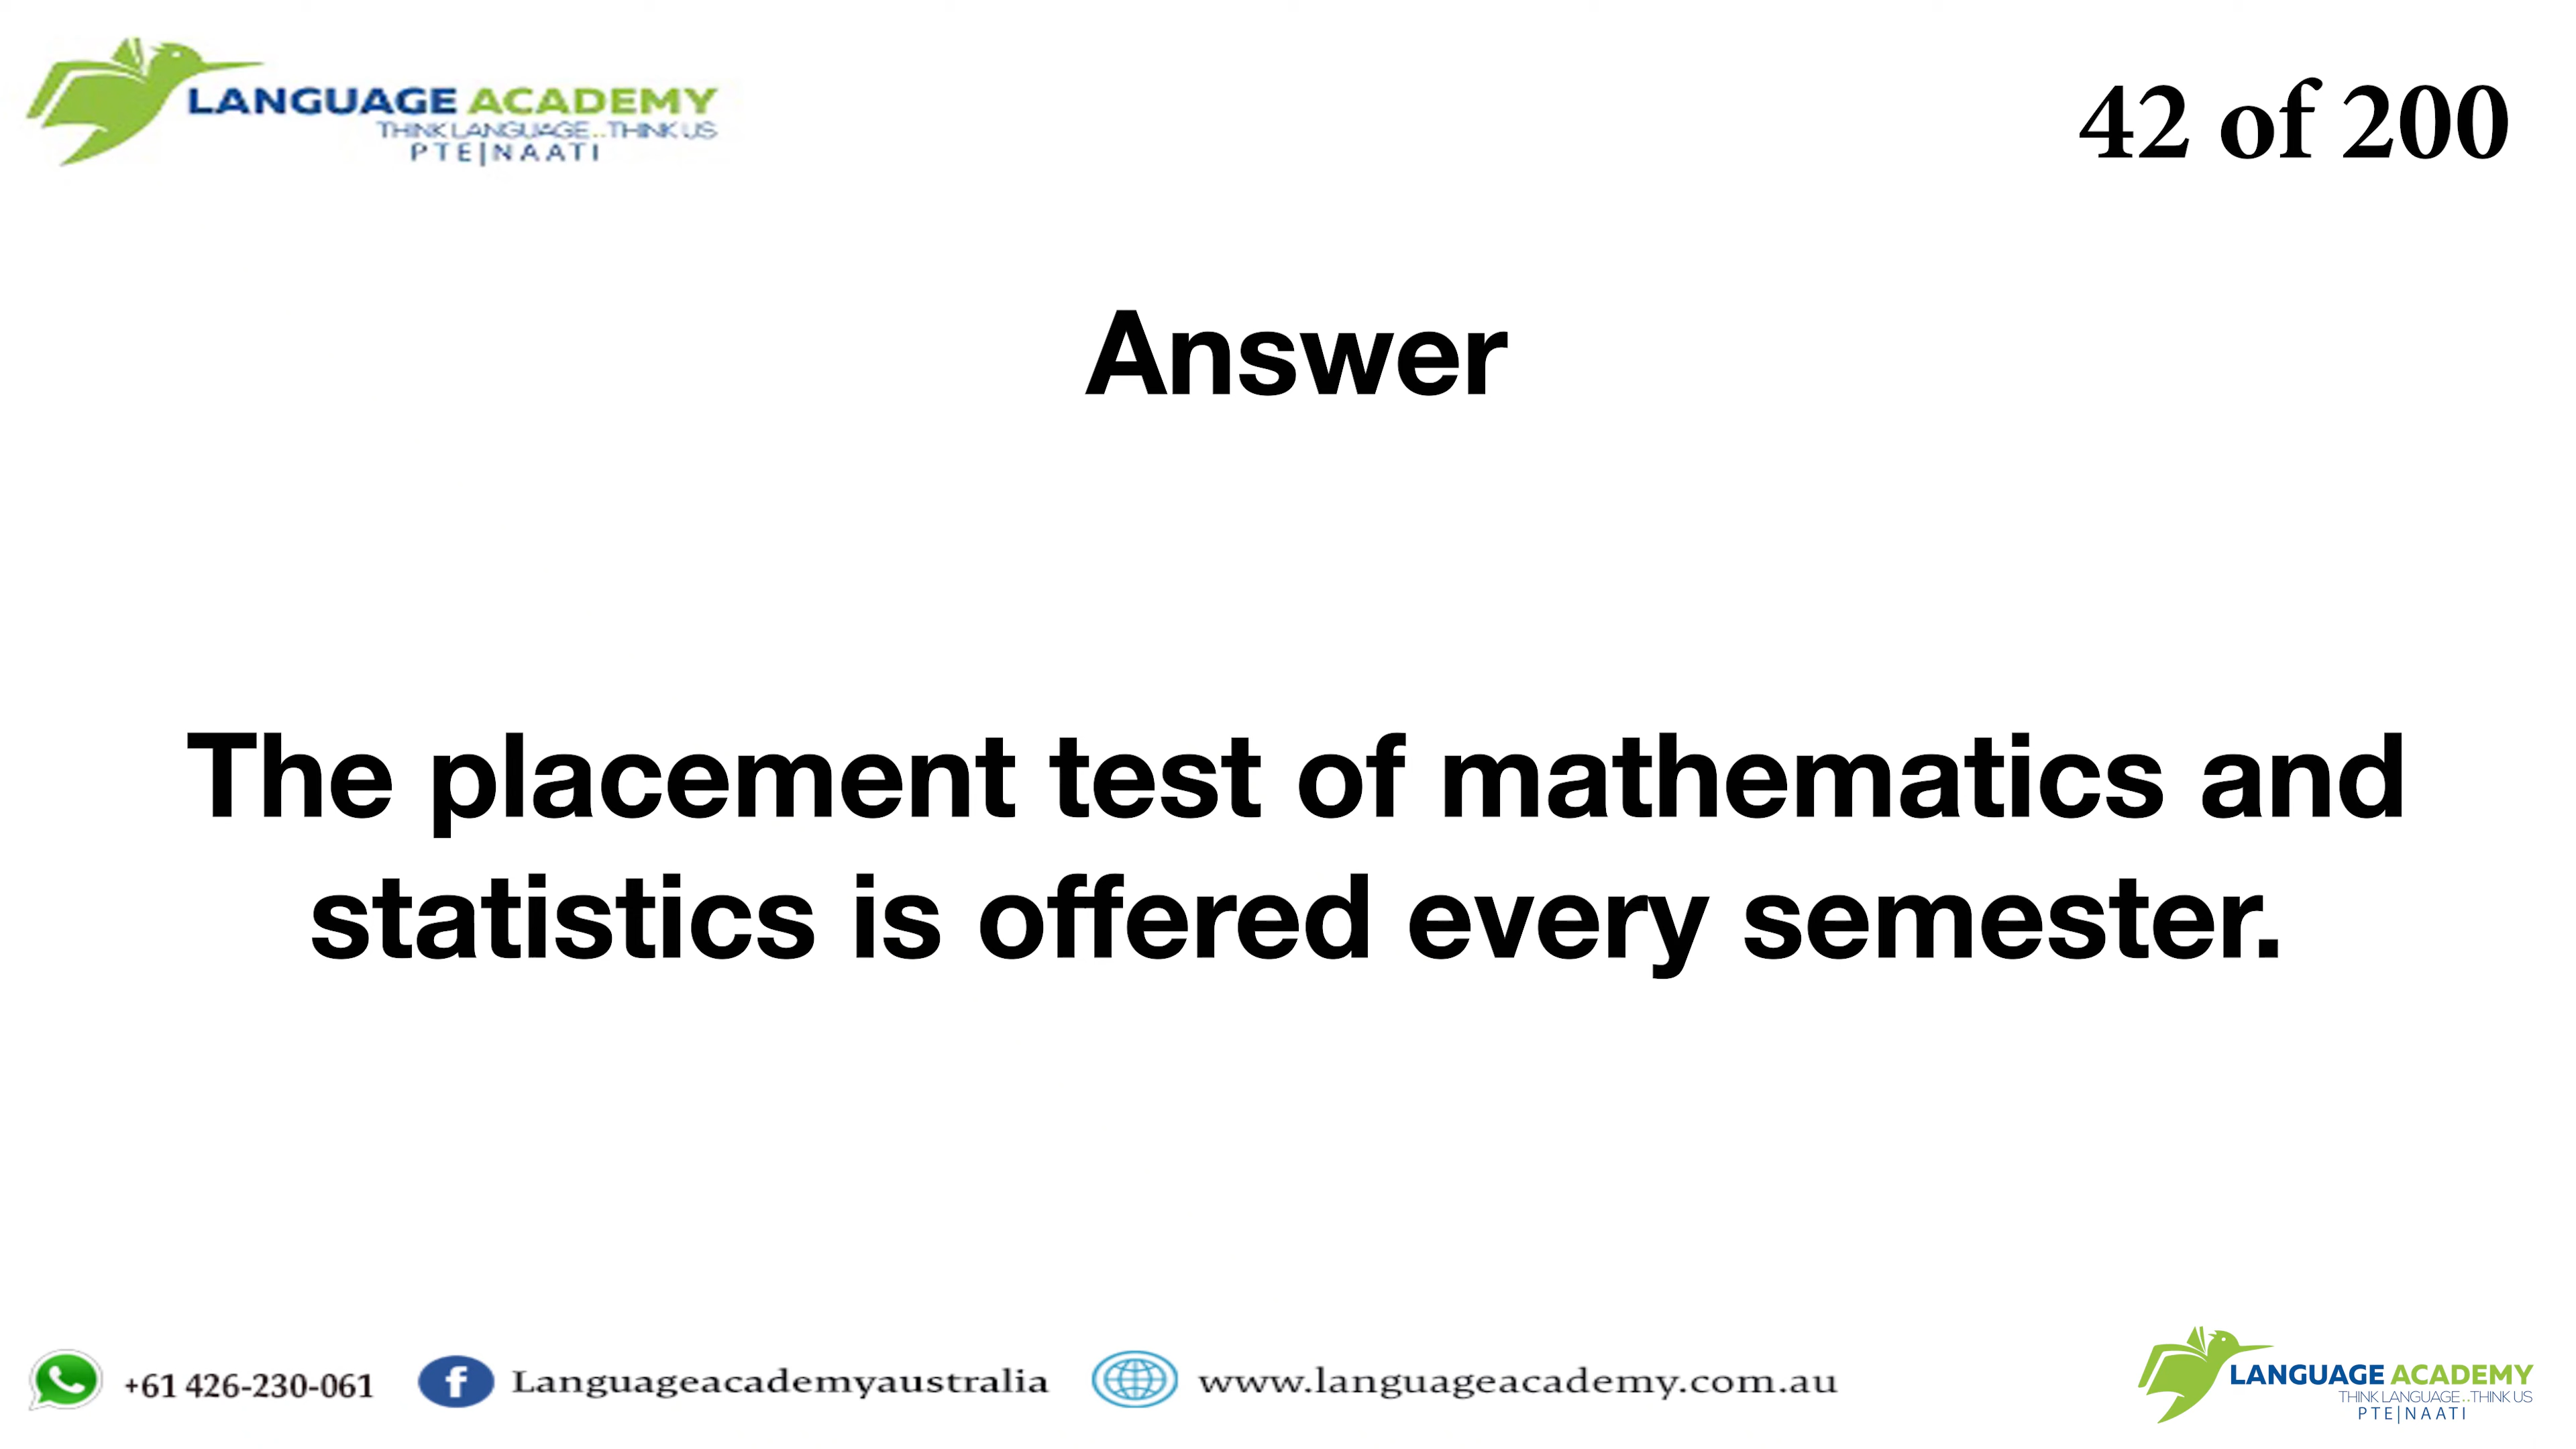 LANGUAGE ACADEMY
THINK LANGUAGE..THINK US
PTE|NAATI
42 of 200
Answer
The placement test of mathematics and
statistics is offered every semester.
+61 426-230-061
Languageacademyaustralia
www.languageacademy.com.au
LANGUAGE ACADEMY
THINK LANGUAGE..THINK US
PTE|NAATI